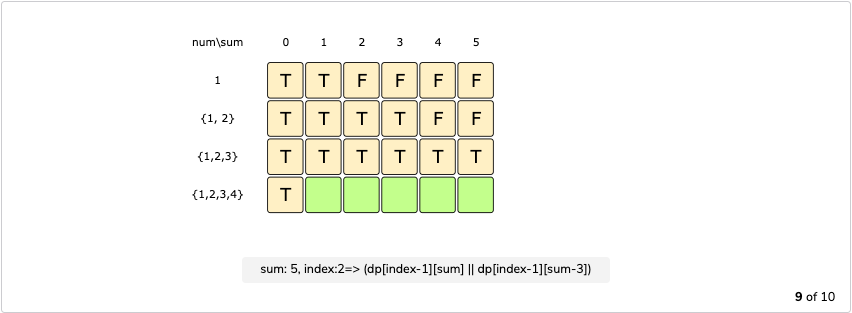 num\sum 0 1 2 3 4 5
1 T T F F F F
{1, 2} T T T T F F
{1,2,3} T T T T T T
{1,2,3,4} T
sum: 5, index:2=> (dp[index-1][sum] || dp[index-1][sum-3])
9 of 10